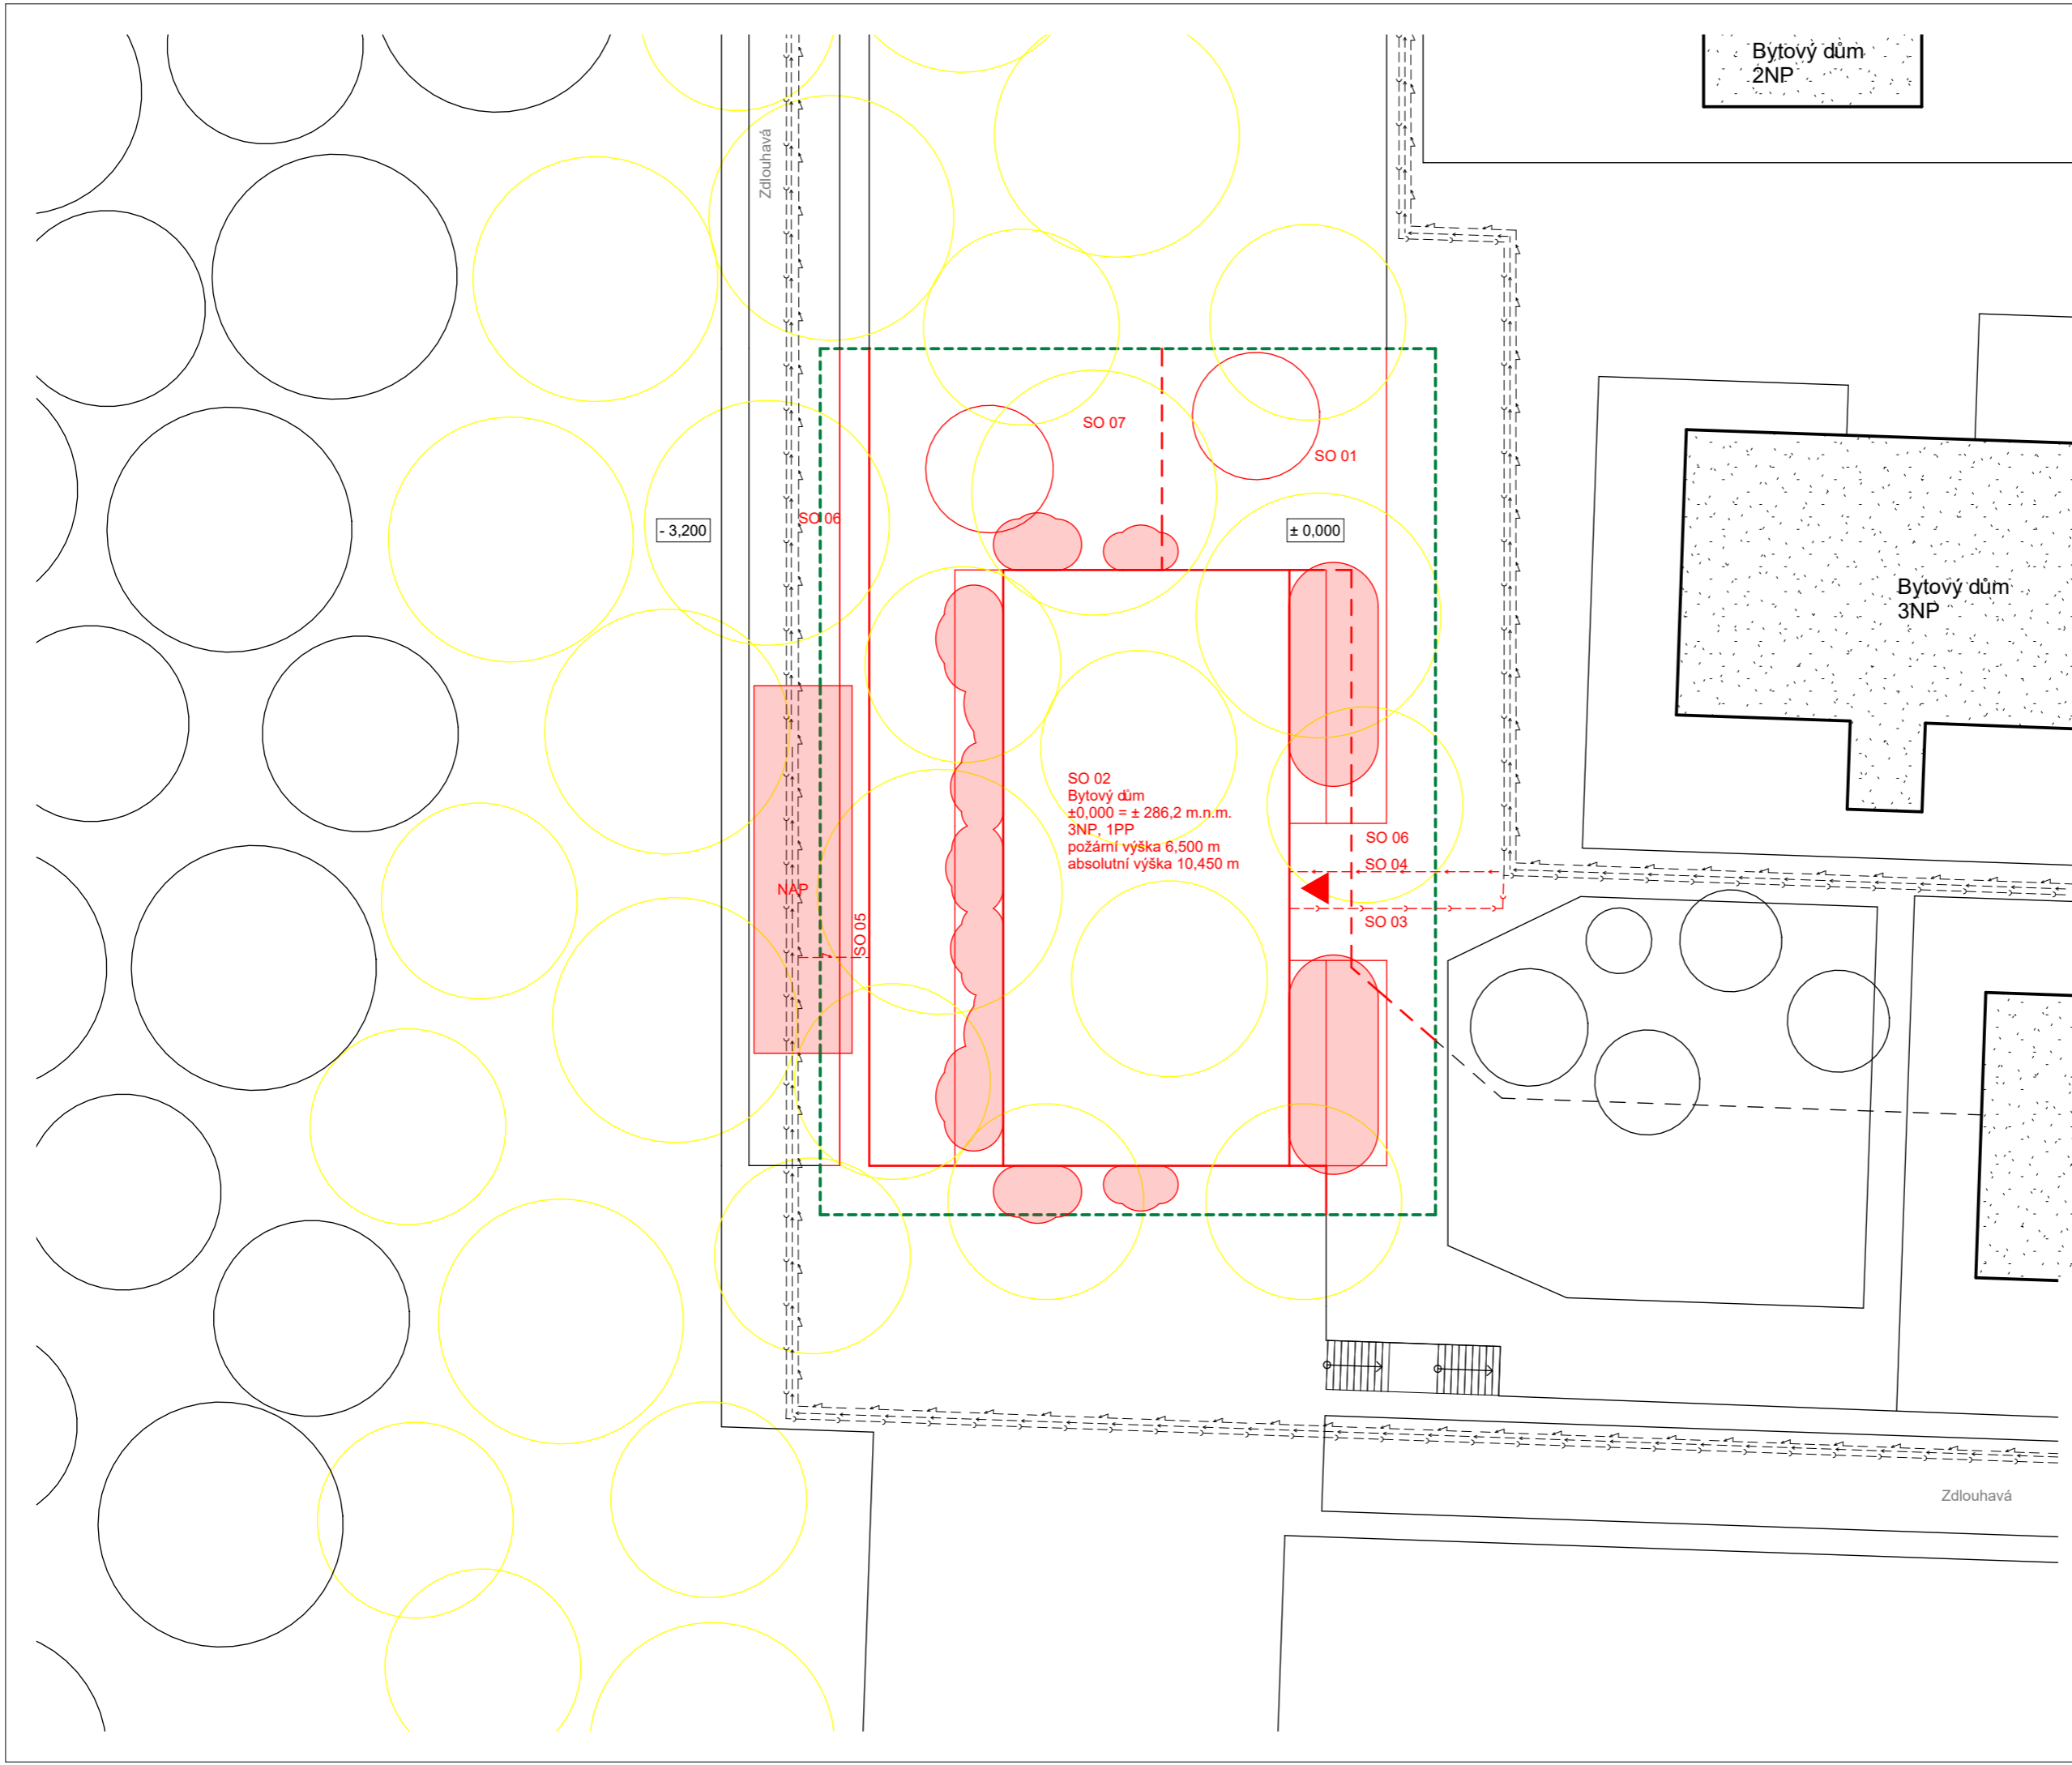 Bytový dům
2NP
Zdlouhavá
SO 07
SO 01
SO 06
- 3,200
± 0,000
Bytový dům
3NP
SO 02
Bytový dům
±0,000 = ± 286,2 m.n.m.
3NP, 1PP
požární výška 6,500 m
absolutní výška 10,450 m
SO 06
SO 04
NAP
SO 05
SO 03
Zdlouhavá